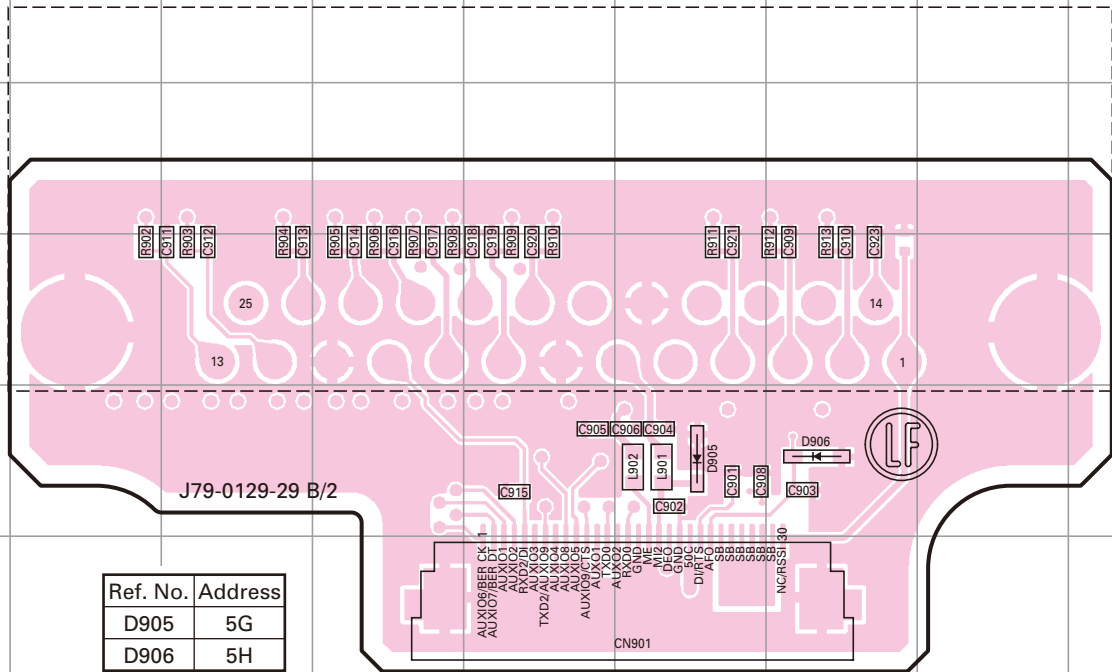 R902 C911 R903 C912 R904 C913 R905 C914 R906 C916 R907 C917 R908 C918 C919 R909 C920 R910 R911 C921 R912 C909 R913 C910 C923
25 14
13 1
C905 C906 C904
D906
LF
L902 L901 D905
C901 C908
C915 C903
J79-0129-29 B/2
C902
1 30
AUXIO6/BER CK
AUXIO7/BER DT
AUXIO1
AUXIO2
RXD2/DI
AUXIO3
TXD2/AUXIO9
AUXIO4
AUXIO8
AUXIO5
AUXIO9/CTS
AUXO1
TXD0
AUXO2
RXD0
GND
ME
MI2
DEO
GND
50C
DI/RTS
AFO
SB
SB
SB
SB
SB
SB
NC/RSSI
CN901
Ref. No. Address
D905 5G
D906 5H